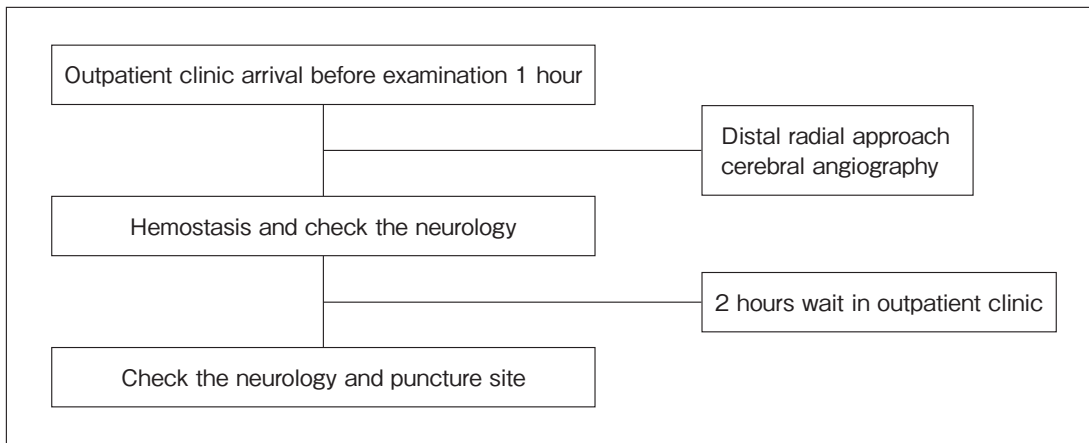 Outpatient clinic arrival before examination 1 hour
Distal radial approach
cerebral angiography
Hemostasis and check the neurology
2 hours wait in outpatient clinic
Check the neurology and puncture site